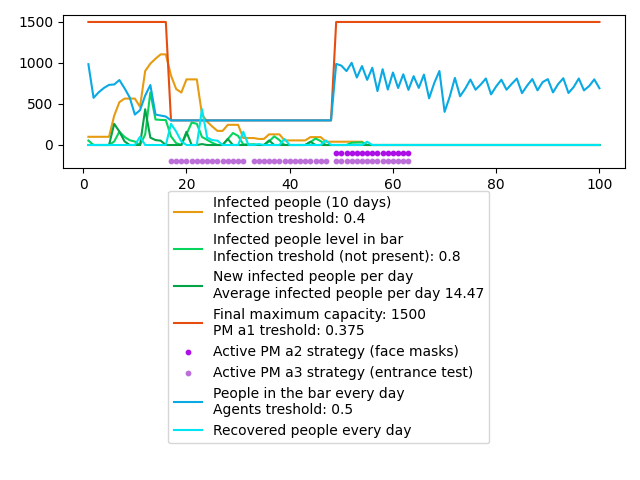 1500
1000
500
0
0 20 40 60 80 100
Infected people (10 days)
Infection treshold: 0.4
Infected people level in bar
Infection treshold (not present): 0.8
New infected people per day
Average infected people per day 14.47
Final maximum capacity: 1500
PM a1 treshold: 0.375
Active PM a2 strategy (face masks)
Active PM a3 strategy (entrance test)
People in the bar every day
Agents treshold: 0.5
Recovered people every day